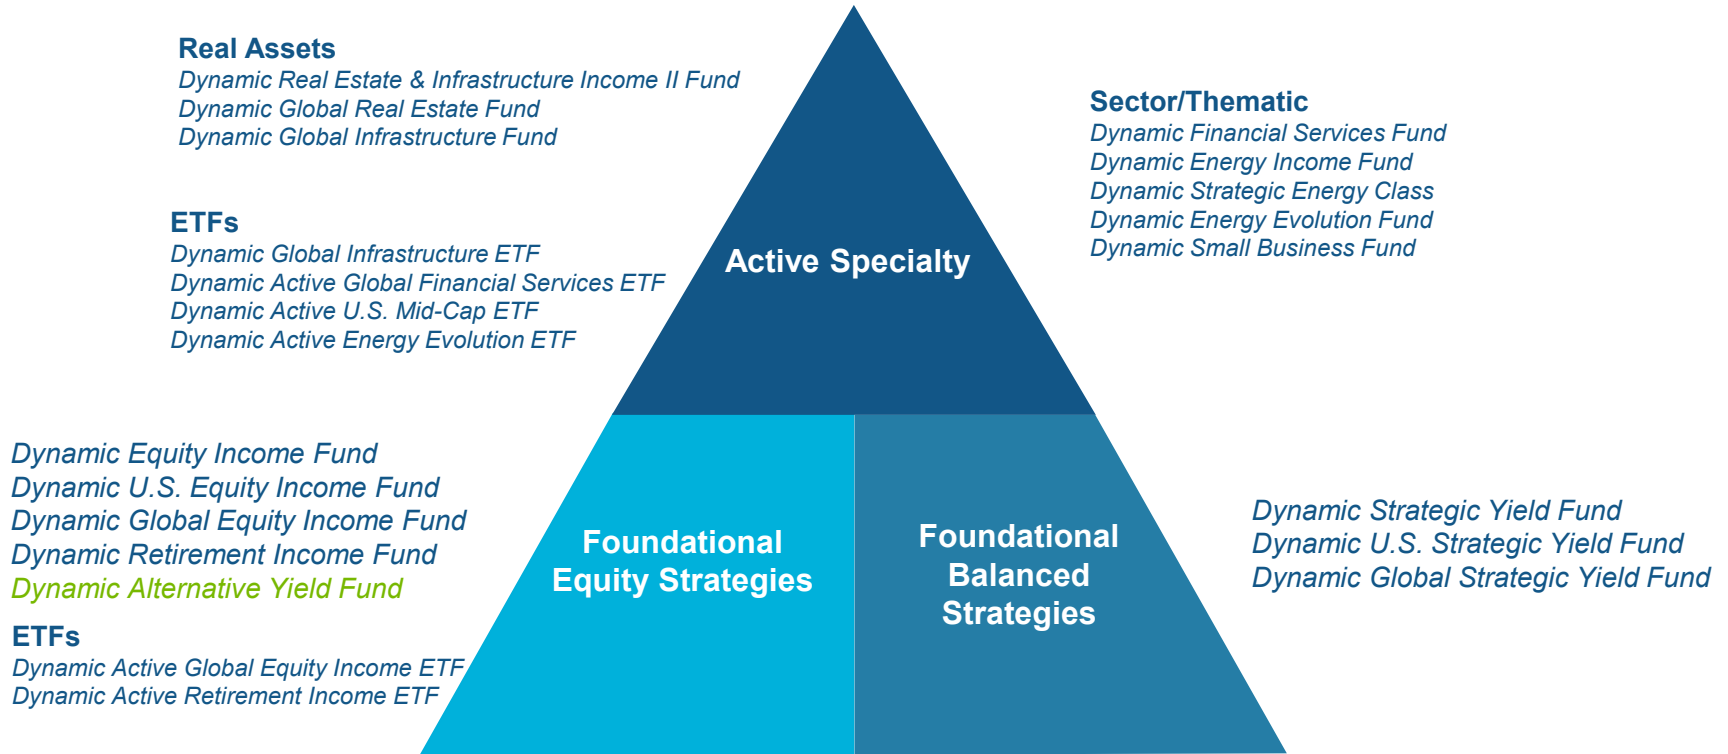 Real Assets
Dynamic Real Estate & Infrastructure Income II Fund
Dynamic Global Real Estate Fund
Dynamic Global Infrastructure Fund
ETFs
Dynamic Global Infrastructure ETF
Dynamic Active Global Financial Services ETF
Dynamic Active U.S. Mid-Cap ETF
Dynamic Active Energy Evolution ETF
Sector/Thematic
Dynamic Financial Services Fund
Dynamic Energy Income Fund
Dynamic Strategic Energy Class
Dynamic Energy Evolution Fund
Dynamic Small Business Fund
Active Specialty
Dynamic Equity Income Fund
Dynamic U.S. Equity Income Fund
Dynamic Global Equity Income Fund
Dynamic Retirement Income Fund
Dynamic Alternative Yield Fund
ETFs
Dynamic Active Global Equity Income ETF
Dynamic Active Retirement Income ETF
Foundational
Equity Strategies
Foundational
Balanced
Strategies
Dynamic Strategic Yield Fund
Dynamic U.S. Strategic Yield Fund
Dynamic Global Strategic Yield Fund